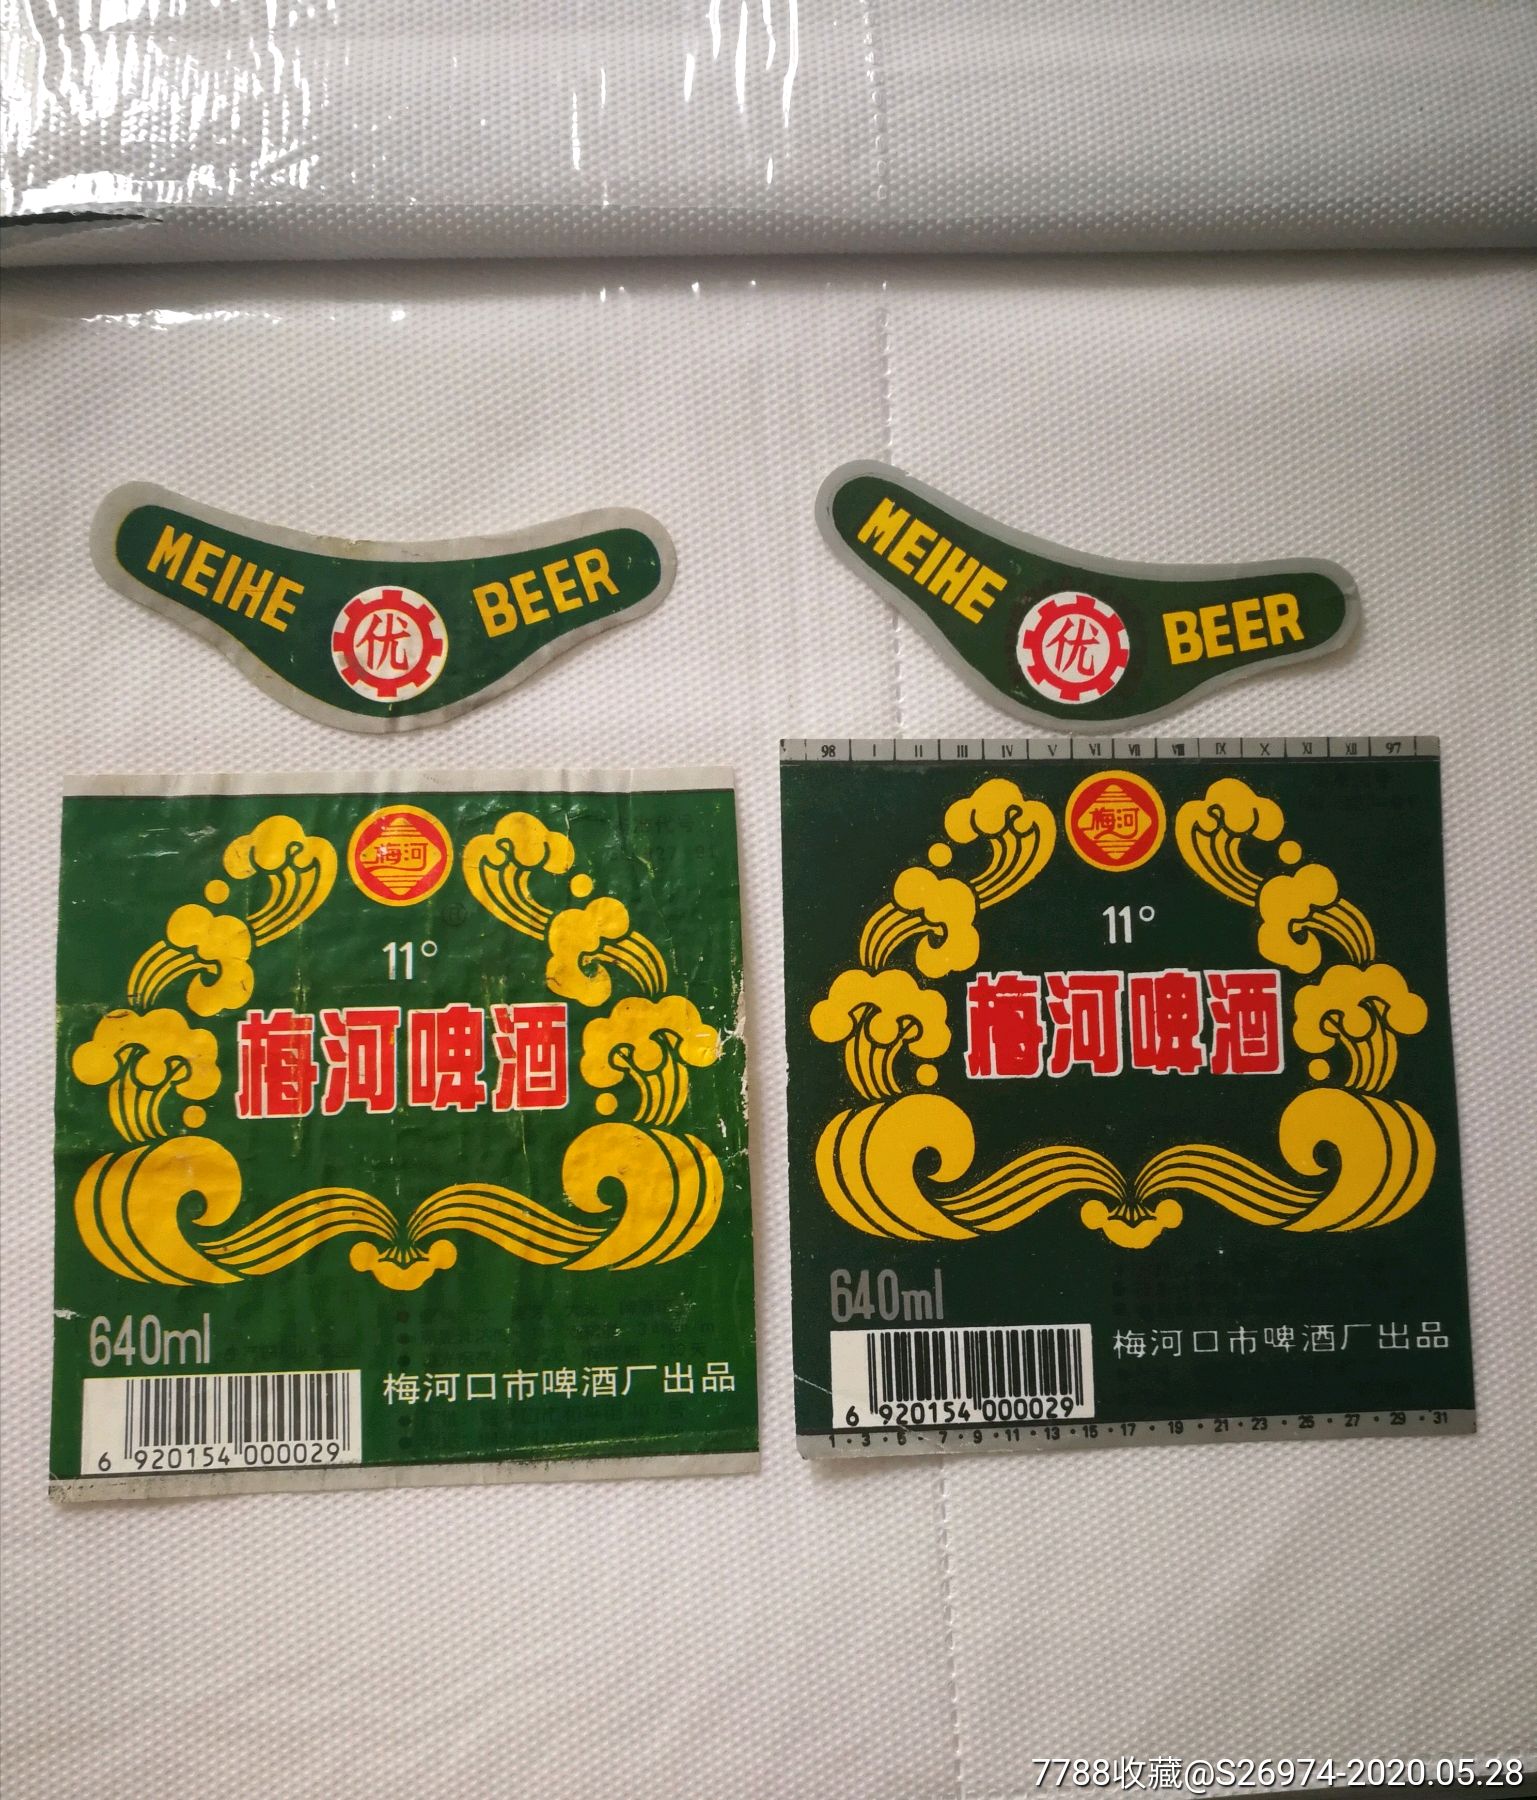 MEIHE 优 BEER
梅河
11°
梅河啤酒
640ml
梅河口市啤酒厂出品
6 920154 000029
MEIHE 优 BEER
98 I II III IV V VI VII VIII IX X XI XII 97
梅河
11°
梅河啤酒
640ml
梅河口市啤酒厂出品
6 920154 000029
1 · 3 · 5 · 7 · 9 · 11 · 13 · 15 · 17 · 19 · 21 · 23 · 25 · 27 · 29 · 31
7788收藏@S26974-2020.05.28